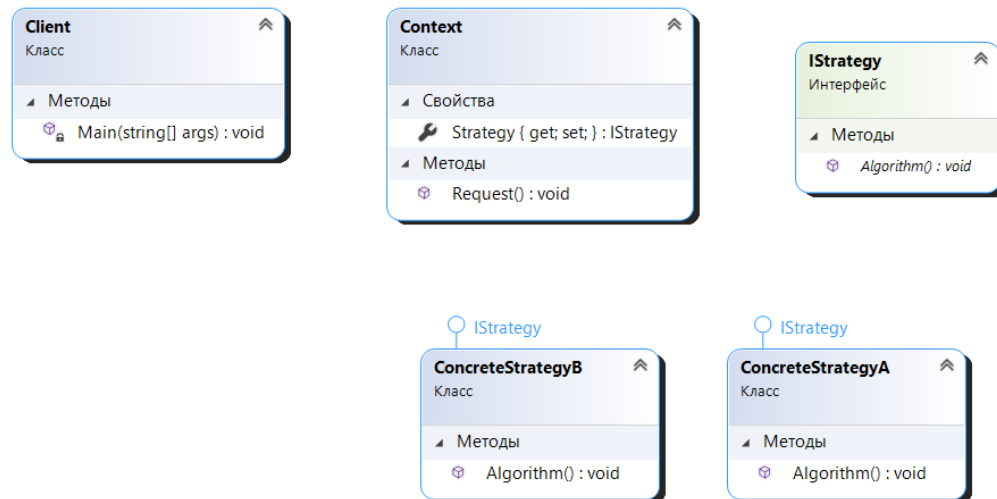 Client
Класс
Методы
Main(string[] args) : void
Context
Класс
Свойства
Strategy { get; set; } : IStrategy
Методы
Request() : void
IStrategy
Интерфейс
Методы
Algorithm() : void
IStrategy
ConcreteStrategyB
Класс
Методы
Algorithm() : void
IStrategy
ConcreteStrategyA
Класс
Методы
Algorithm() : void